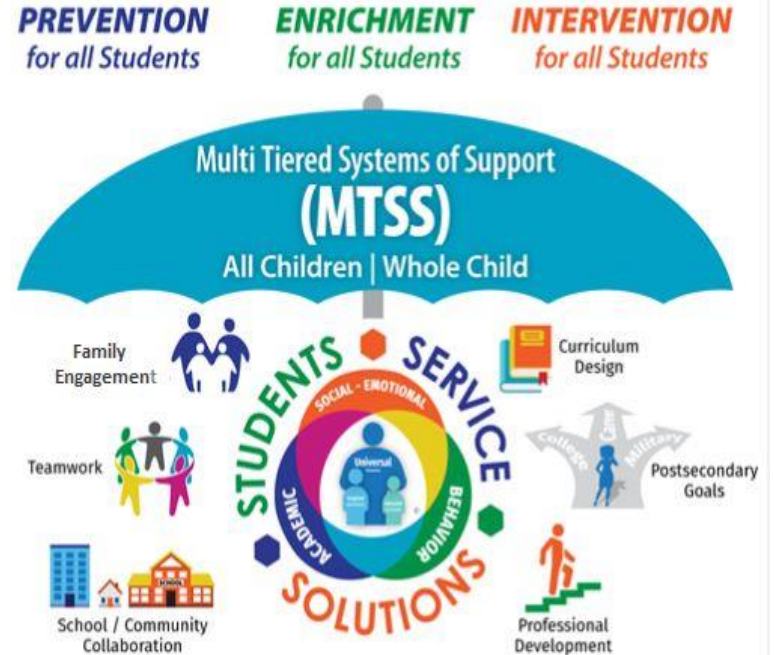 PREVENTION
for all Students
ENRICHMENT
for all Students
INTERVENTION
for all Students
Multi Tiered Systems of Support
(MTSS)
All Children | Whole Child
Family
Engagement
Teamwork
School / Community
Collaboration
STUDENTS
SERVICE
SOLUTIONS
SOCIAL - EMOTIONAL
ACADEMIC
BEHAVIOR
Universal
SCHOOL
Curriculum
Design
College
Career
Military
Postsecondary
Goals
Professional
Development